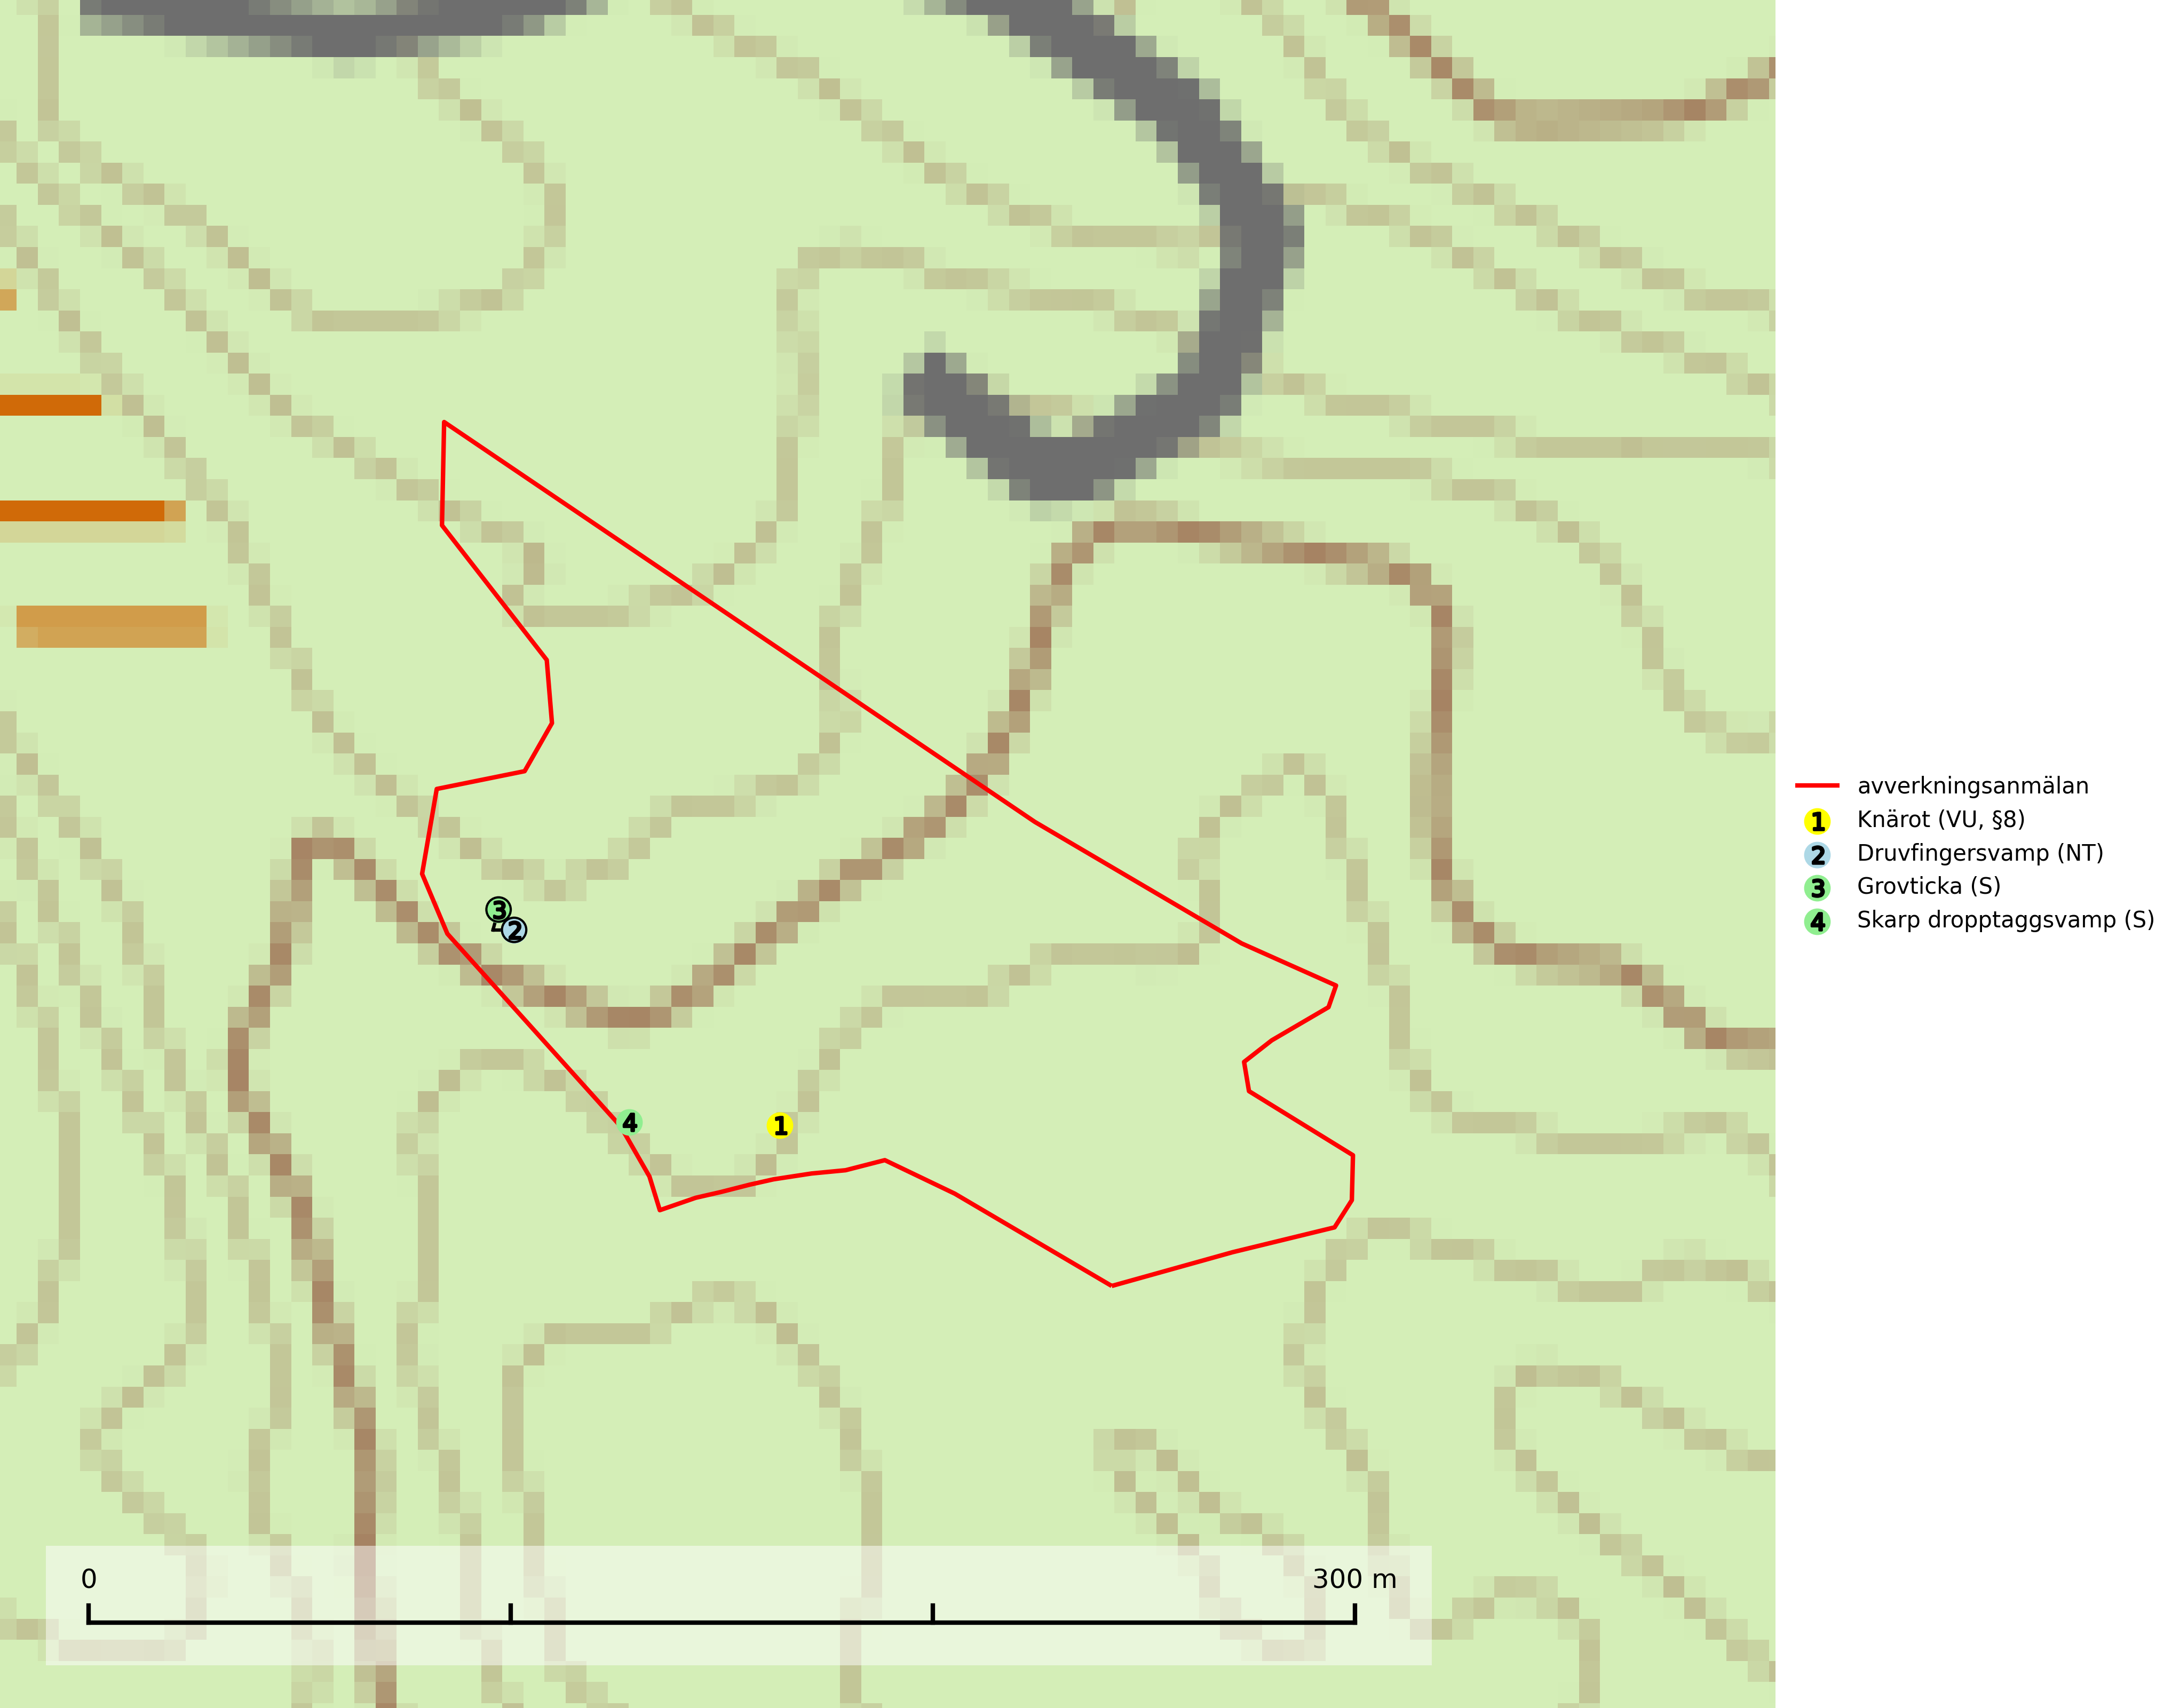 3
2
4
1
avverkningsanmälan
1 Knärot (VU, §8)
2 Druvfingersvamp (NT)
3 Grovticka (S)
4 Skarp dropptaggsvamp (S)
0 300 m